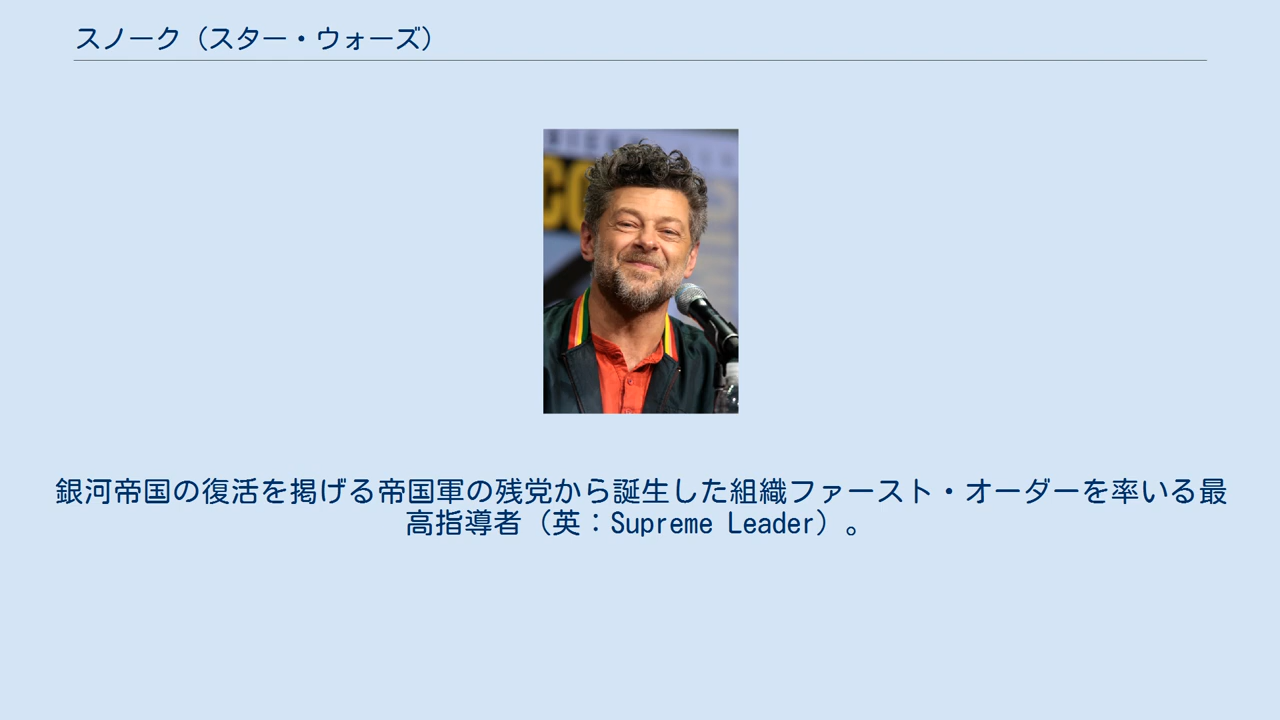 スノーク（スター・ウォーズ）
銀河帝国の復活を掲げる帝国軍の残党から誕生した組織ファースト・オーダーを率いる最
高指導者（英：Supreme Leader）。